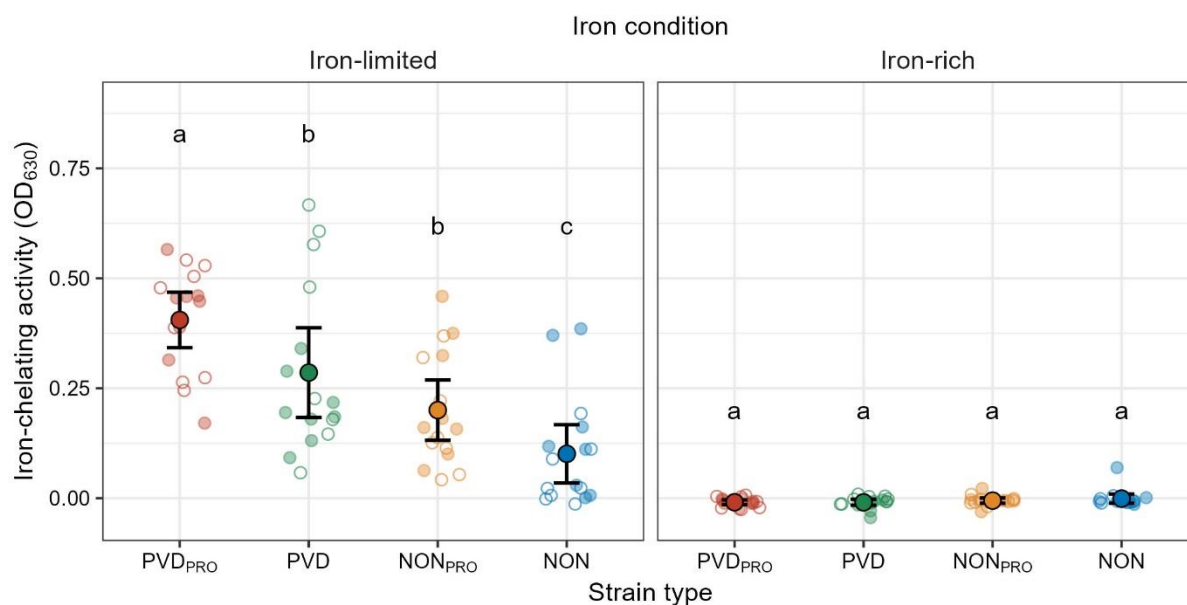 Iron condition
Iron-limited Iron-rich
Iron-chelating activity (OD630)
a b b c
a a a a
0.75
0.50
0.25
0.00
PVDPRO PVD NONPRO NON PVDPRO PVD NONPRO NON
Strain type